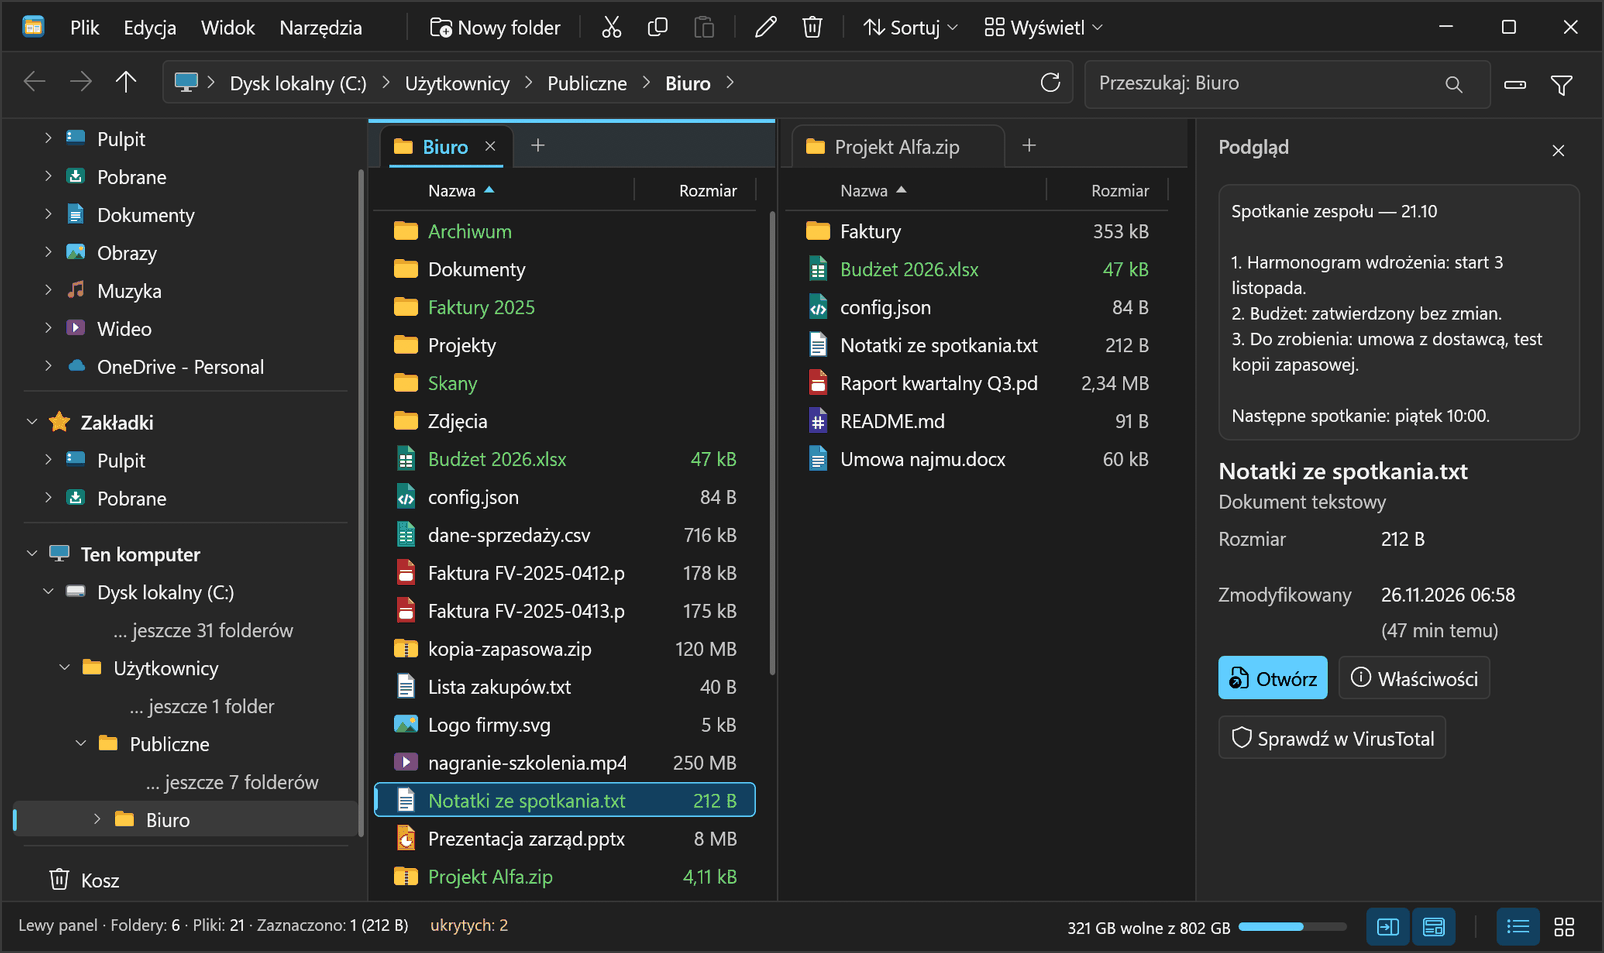 Plik Edycja Widok Narzędzia Nowy folder Sortuj Wyświetl
Dysk lokalny (C:) Użytkownicy Publiczne Biuro Przeszukaj: Biuro
Pulpit
Pobrane
Dokumenty
Obrazy
Muzyka
Wideo
OneDrive - Personal
Zakładki
Pulpit
Pobrane
Ten komputer
Dysk lokalny (C:)
... jeszcze 31 folderów
Użytkownicy
... jeszcze 1 folder
Publiczne
... jeszcze 7 folderów
Biuro
Kosz
Biuro
Nazwa Rozmiar
Archiwum
Dokumenty
Faktury 2025
Projekty
Skany
Zdjęcia
Budżet 2026.xlsx 47 kB
config.json 84 B
dane-sprzedaży.csv 716 kB
Faktura FV-2025-0412.p 178 kB
Faktura FV-2025-0413.p 175 kB
kopia-zapasowa.zip 120 MB
Lista zakupów.txt 40 B
Logo firmy.svg 5 kB
nagranie-szkolenia.mp4 250 MB
Notatki ze spotkania.txt 212 B
Prezentacja zarząd.pptx 8 MB
Projekt Alfa.zip 4,11 kB
Projekt Alfa.zip
Nazwa Rozmiar
Faktury 353 kB
Budżet 2026.xlsx 47 kB
config.json 84 B
Notatki ze spotkania.txt 212 B
Raport kwartalny Q3.pd 2,34 MB
README.md 91 B
Umowa najmu.docx 60 kB
Podgląd
Spotkanie zespołu — 21.10
1. Harmonogram wdrożenia: start 3
listopada.
2. Budżet: zatwierdzony bez zmian.
3. Do zrobienia: umowa z dostawcą, test
kopii zapasowej.
Następne spotkanie: piątek 10:00.
Notatki ze spotkania.txt
Dokument tekstowy
Rozmiar 212 B
Zmodyfikowany 26.11.2026 06:58
(47 min temu)
Otwórz Właściwości
Sprawdź w VirusTotal
Lewy panel · Foldery: 6 · Pliki: 21 · Zaznaczono: 1 (212 B) ukrytych: 2 321 GB wolne z 802 GB